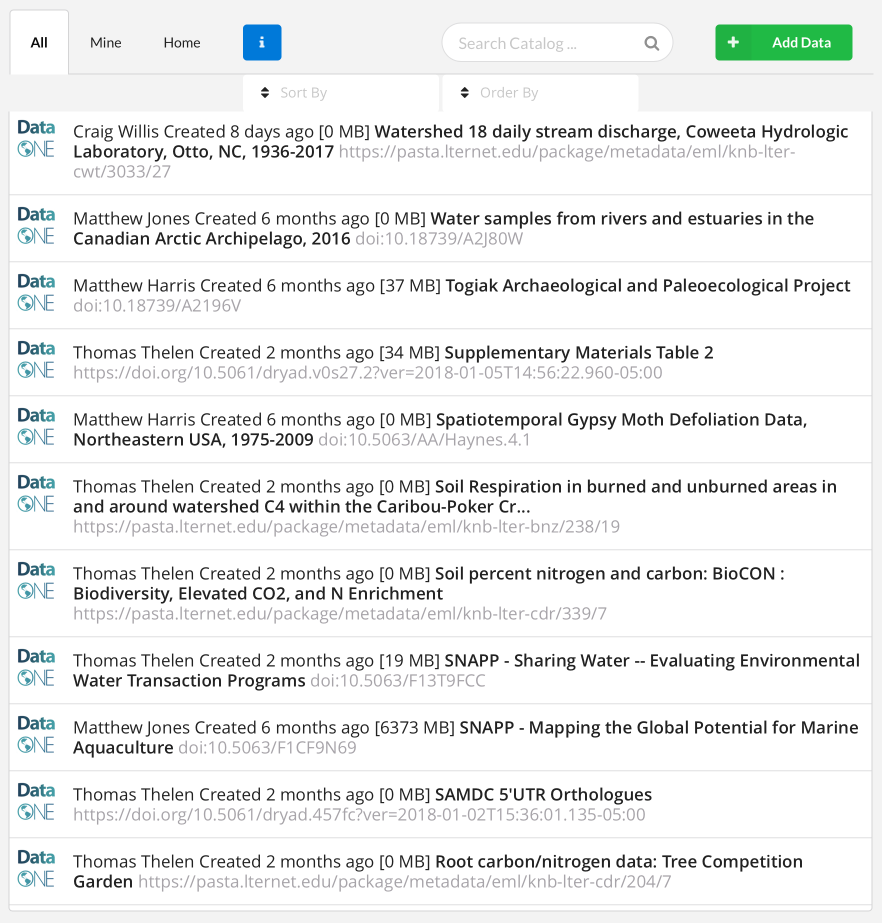 All Mine Home i Search Catalog ... Add Data
Sort By Order By
Data
ONE
Craig Willis Created 8 days ago [0 MB] Watershed 18 daily stream discharge, Coweeta Hydrologic
Laboratory, Otto, NC, 1936-2017 https://pasta.lternet.edu/package/metadata/eml/knb-lter-
cwt/3033/27
Data
ONE
Matthew Jones Created 6 months ago [0 MB] Water samples from rivers and estuaries in the
Canadian Arctic Archipelago, 2016 doi:10.18739/A2J80W
Data
ONE
Matthew Harris Created 6 months ago [37 MB] Togiak Archaeological and Paleoecological Project
doi:10.18739/A2196V
Data
ONE
Thomas Thelen Created 2 months ago [34 MB] Supplementary Materials Table 2
https://doi.org/10.5061/dryad.v0s27.2?ver=2018-01-05T14:56:22.960-05:00
Data
ONE
Matthew Harris Created 6 months ago [0 MB] Spatiotemporal Gypsy Moth Defoliation Data,
Northeastern USA, 1975-2009 doi:10.5063/AA/Haynes.4.1
Data
ONE
Thomas Thelen Created 2 months ago [0 MB] Soil Respiration in burned and unburned areas in
and around watershed C4 within the Caribou-Poker Cr...
https://pasta.lternet.edu/package/metadata/eml/knb-lter-bnz/238/19
Data
ONE
Thomas Thelen Created 2 months ago [0 MB] Soil percent nitrogen and carbon: BioCON :
Biodiversity, Elevated CO2, and N Enrichment
https://pasta.lternet.edu/package/metadata/eml/knb-lter-cdr/339/7
Data
ONE
Thomas Thelen Created 2 months ago [19 MB] SNAPP - Sharing Water -- Evaluating Environmental
Water Transaction Programs doi:10.5063/F13T9FCC
Data
ONE
Matthew Jones Created 6 months ago [6373 MB] SNAPP - Mapping the Global Potential for Marine
Aquaculture doi:10.5063/F1CF9N69
Data
ONE
Thomas Thelen Created 2 months ago [0 MB] SAMDC 5'UTR Orthologues
https://doi.org/10.5061/dryad.457fc?ver=2018-01-02T15:36:01.135-05:00
Data
ONE
Thomas Thelen Created 2 months ago [0 MB] Root carbon/nitrogen data: Tree Competition
Garden https://pasta.lternet.edu/package/metadata/eml/knb-lter-cdr/204/7